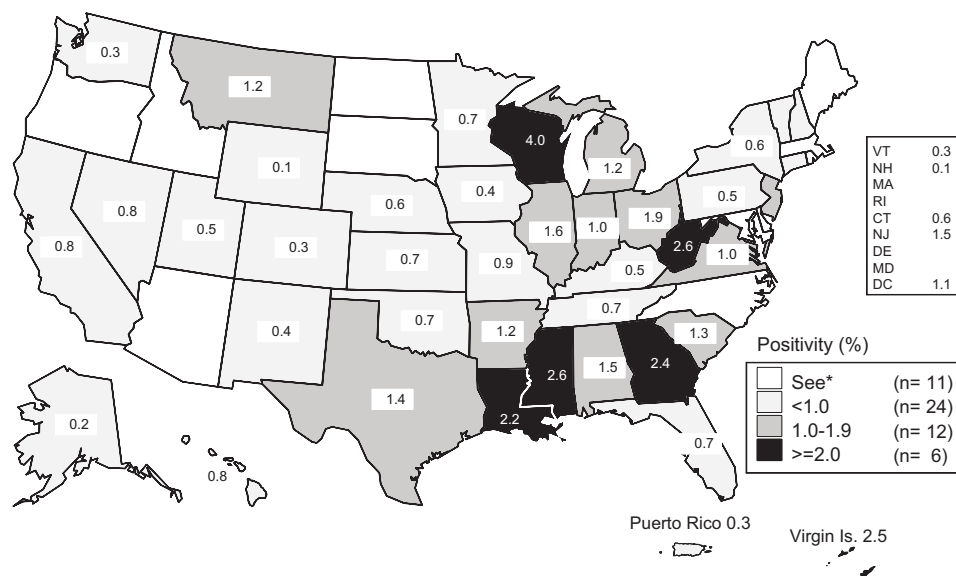 0.3
1.2
0.7
4.0
1.2
0.6
0.1
0.4
0.5
0.6
1.9
0.8
0.5
1.6
1.0
2.6
1.0
0.8
0.3
0.7
0.9
0.5
0.4
0.7
1.2
0.7
1.3
1.4
2.6
1.5
2.4
2.2
0.2
0.7
0.8
VT 0.3
NH 0.1
MA
RI
CT 0.6
NJ 1.5
DE
MD
DC 1.1
Positivity (%)
See* (n= 11)
<1.0 (n= 24)
1.0-1.9 (n= 12)
>=2.0 (n= 6)
Puerto Rico 0.3
Virgin Is. 2.5